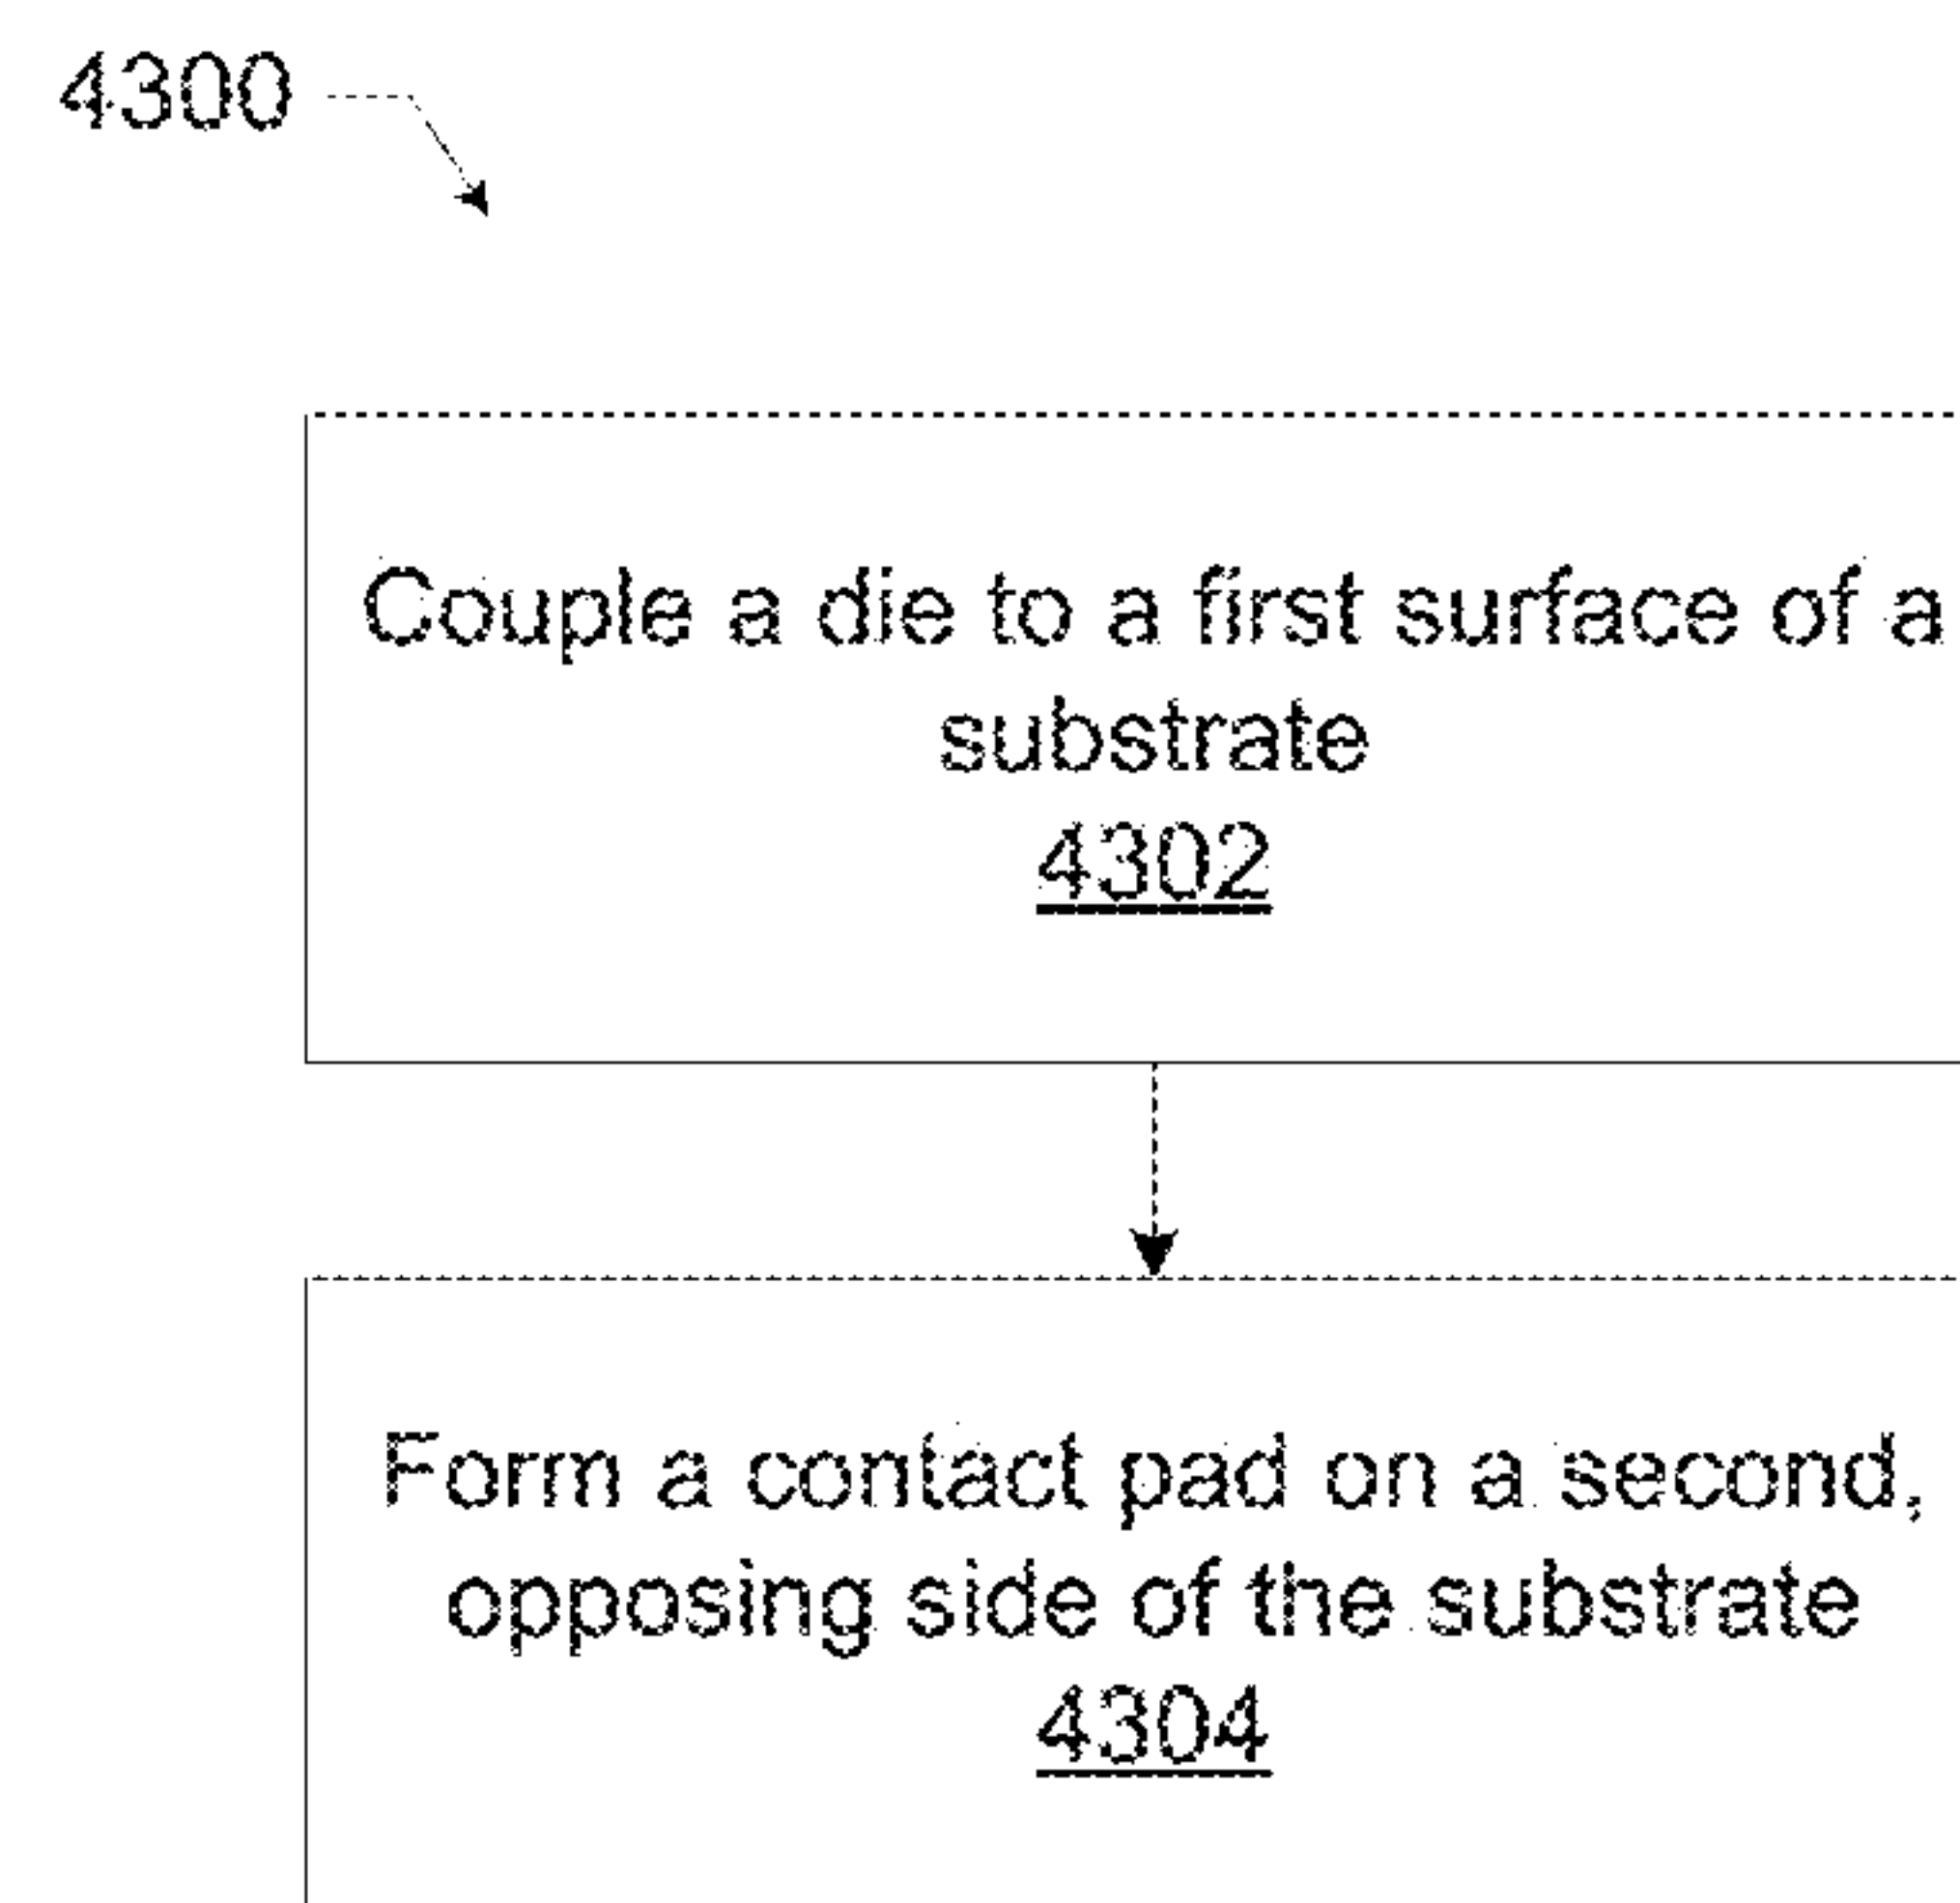 4300
Couple a die to a first surface of a
substrate
4302
Form a contact pad on a second,
opposing side of the substrate
4304